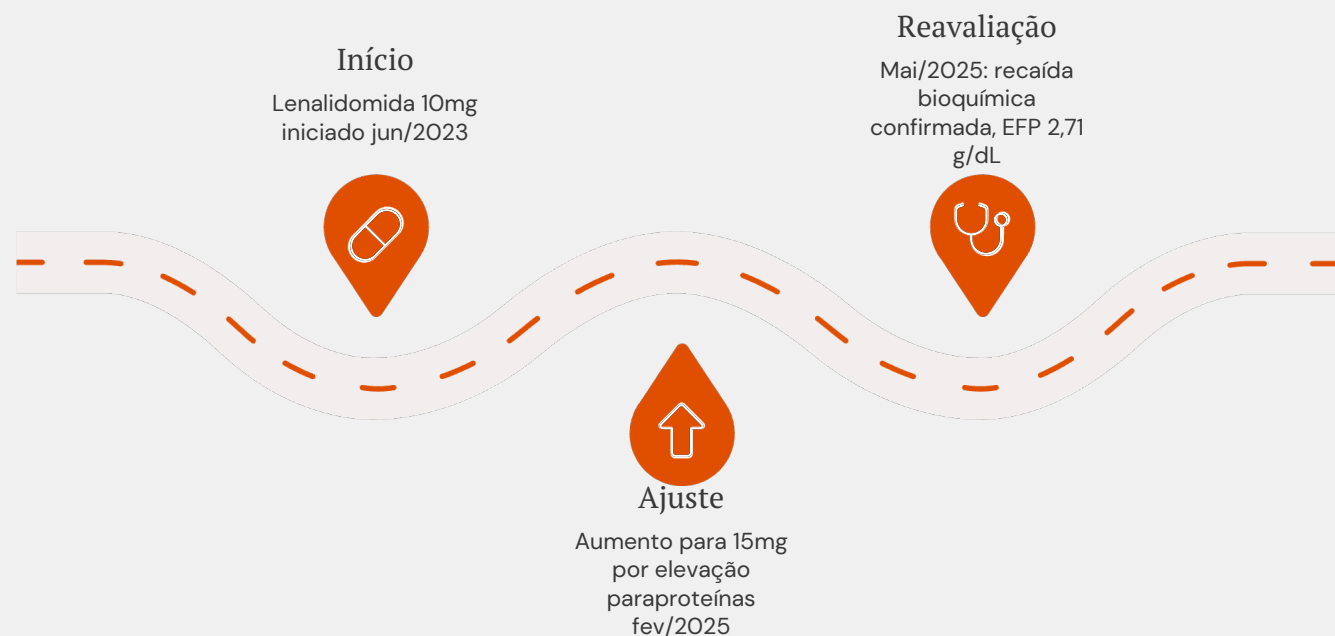 Início
Lenalidomida 10mg
iniciado jun/2023
Ajuste
Aumento para 15mg
por elevação
paraproteínas
fev/2025
Reavaliação
Mai/2025: recaída
bioquímica
confirmada, EFP 2,71
g/dL